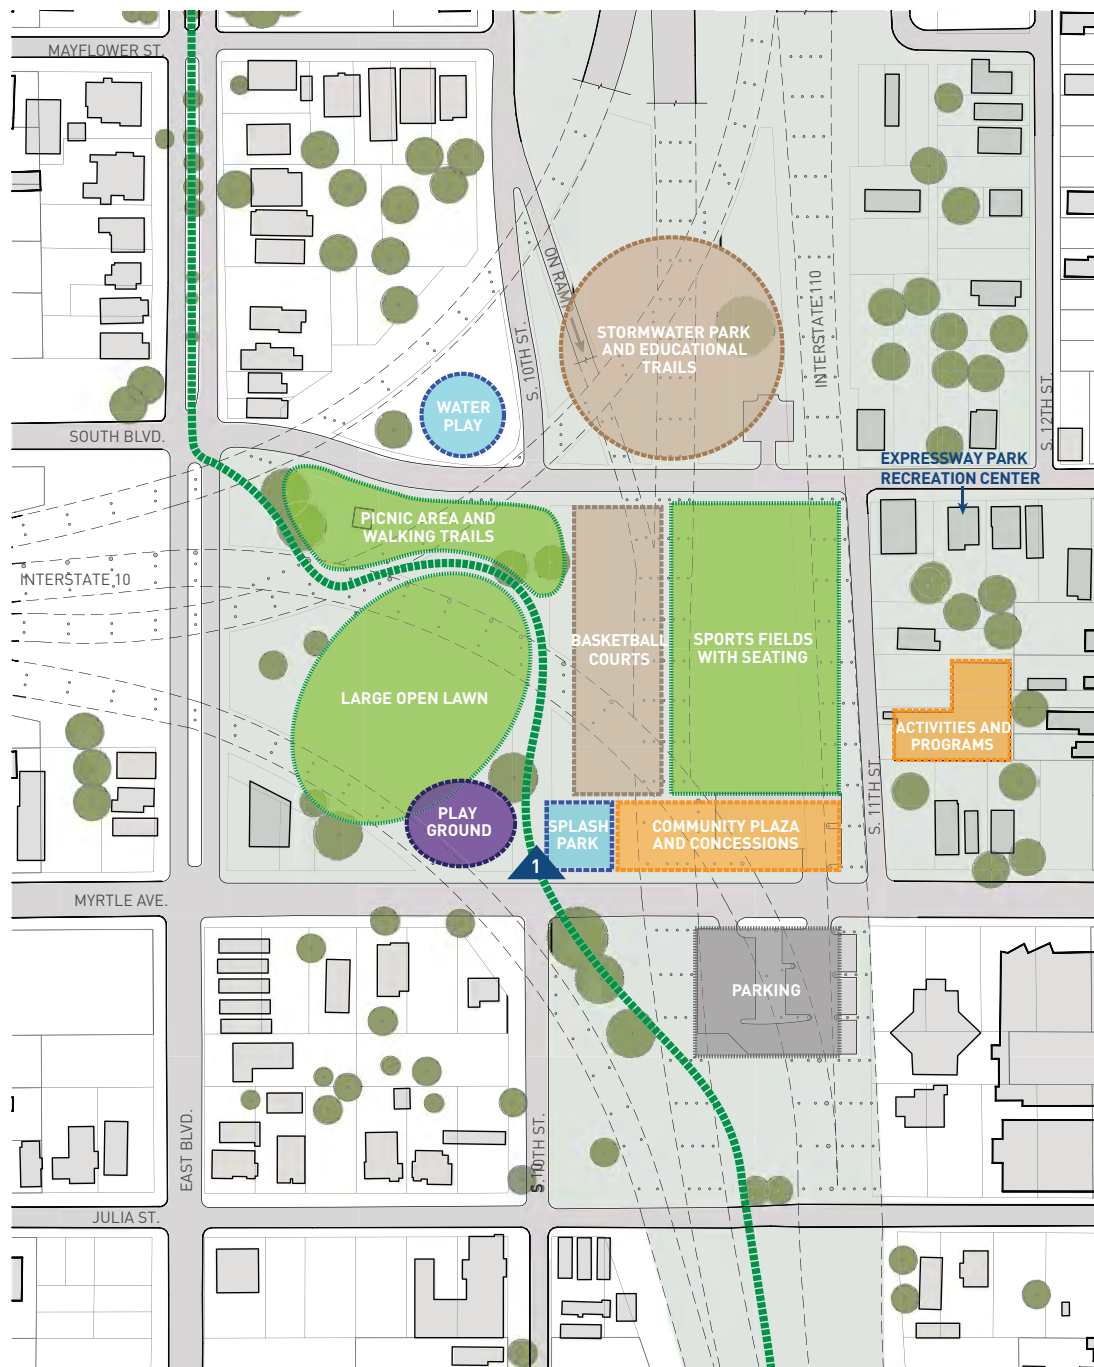 MAYFLOWER ST.
ON RAMP
INTERSTATE 110
STORMWATER PARK
AND EDUCATIONAL
TRAILS
S. 10TH ST.
WATER
PLAY
S. 12TH ST.
SOUTH BLVD.
EXPRESSWAY PARK
RECREATION CENTER
PICNIC AREA AND
WALKING TRAILS
INTERSTATE 10
BASKETBALL
COURTS
SPORTS FIELDS
WITH SEATING
LARGE OPEN LAWN
ACTIVITIES AND
PROGRAMS
S. 11TH ST.
PLAY
GROUND
SPLASH
PARK
COMMUNITY PLAZA
AND CONCESSIONS
1
MYRTLE AVE.
PARKING
EAST BLVD.
S. 10TH ST.
JULIA ST.